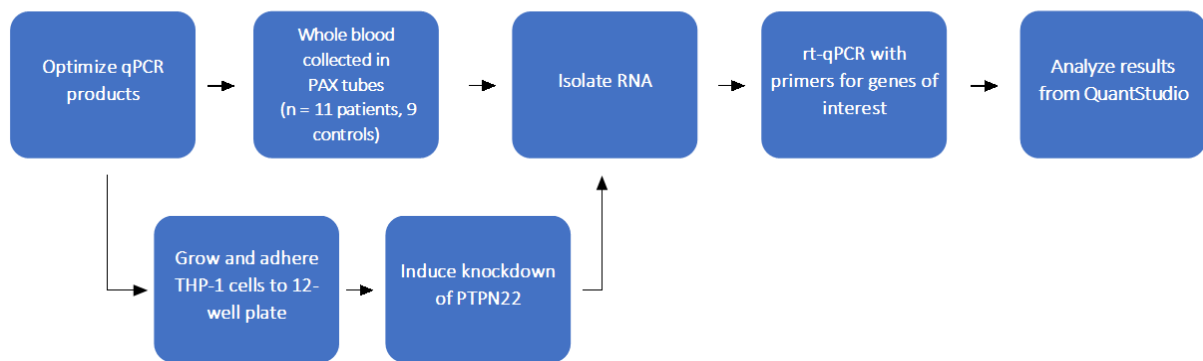 Optimize qPCR
products
Whole blood
collected in
PAX tubes
(n = 11 patients, 9
controls)
Isolate RNA
rt-qPCR with
primers for genes of
interest
Analyze results
from QuantStudio
Grow and adhere
THP-1 cells to 12-
well plate
Induce knockdown
of PTPN22